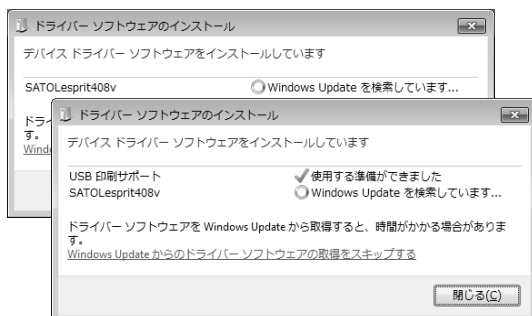 ドライバー ソフトウェアのインストール
デバイス ドライバー ソフトウェアをインストールしています
SATOLesprit408v Windows Update を検索しています...
ドライ
す。
Wind
ドライバー ソフトウェアのインストール
デバイス ドライバー ソフトウェアをインストールしています
USB 印刷サポート 使用する準備ができました
SATOLesprit408v Windows Update を検索しています...
ドライバー ソフトウェアを Windows Update から取得すると、時間がかかる場合がありま
す。
Windows Update からのドライバー ソフトウェアの取得をスキップする
閉じる(C)